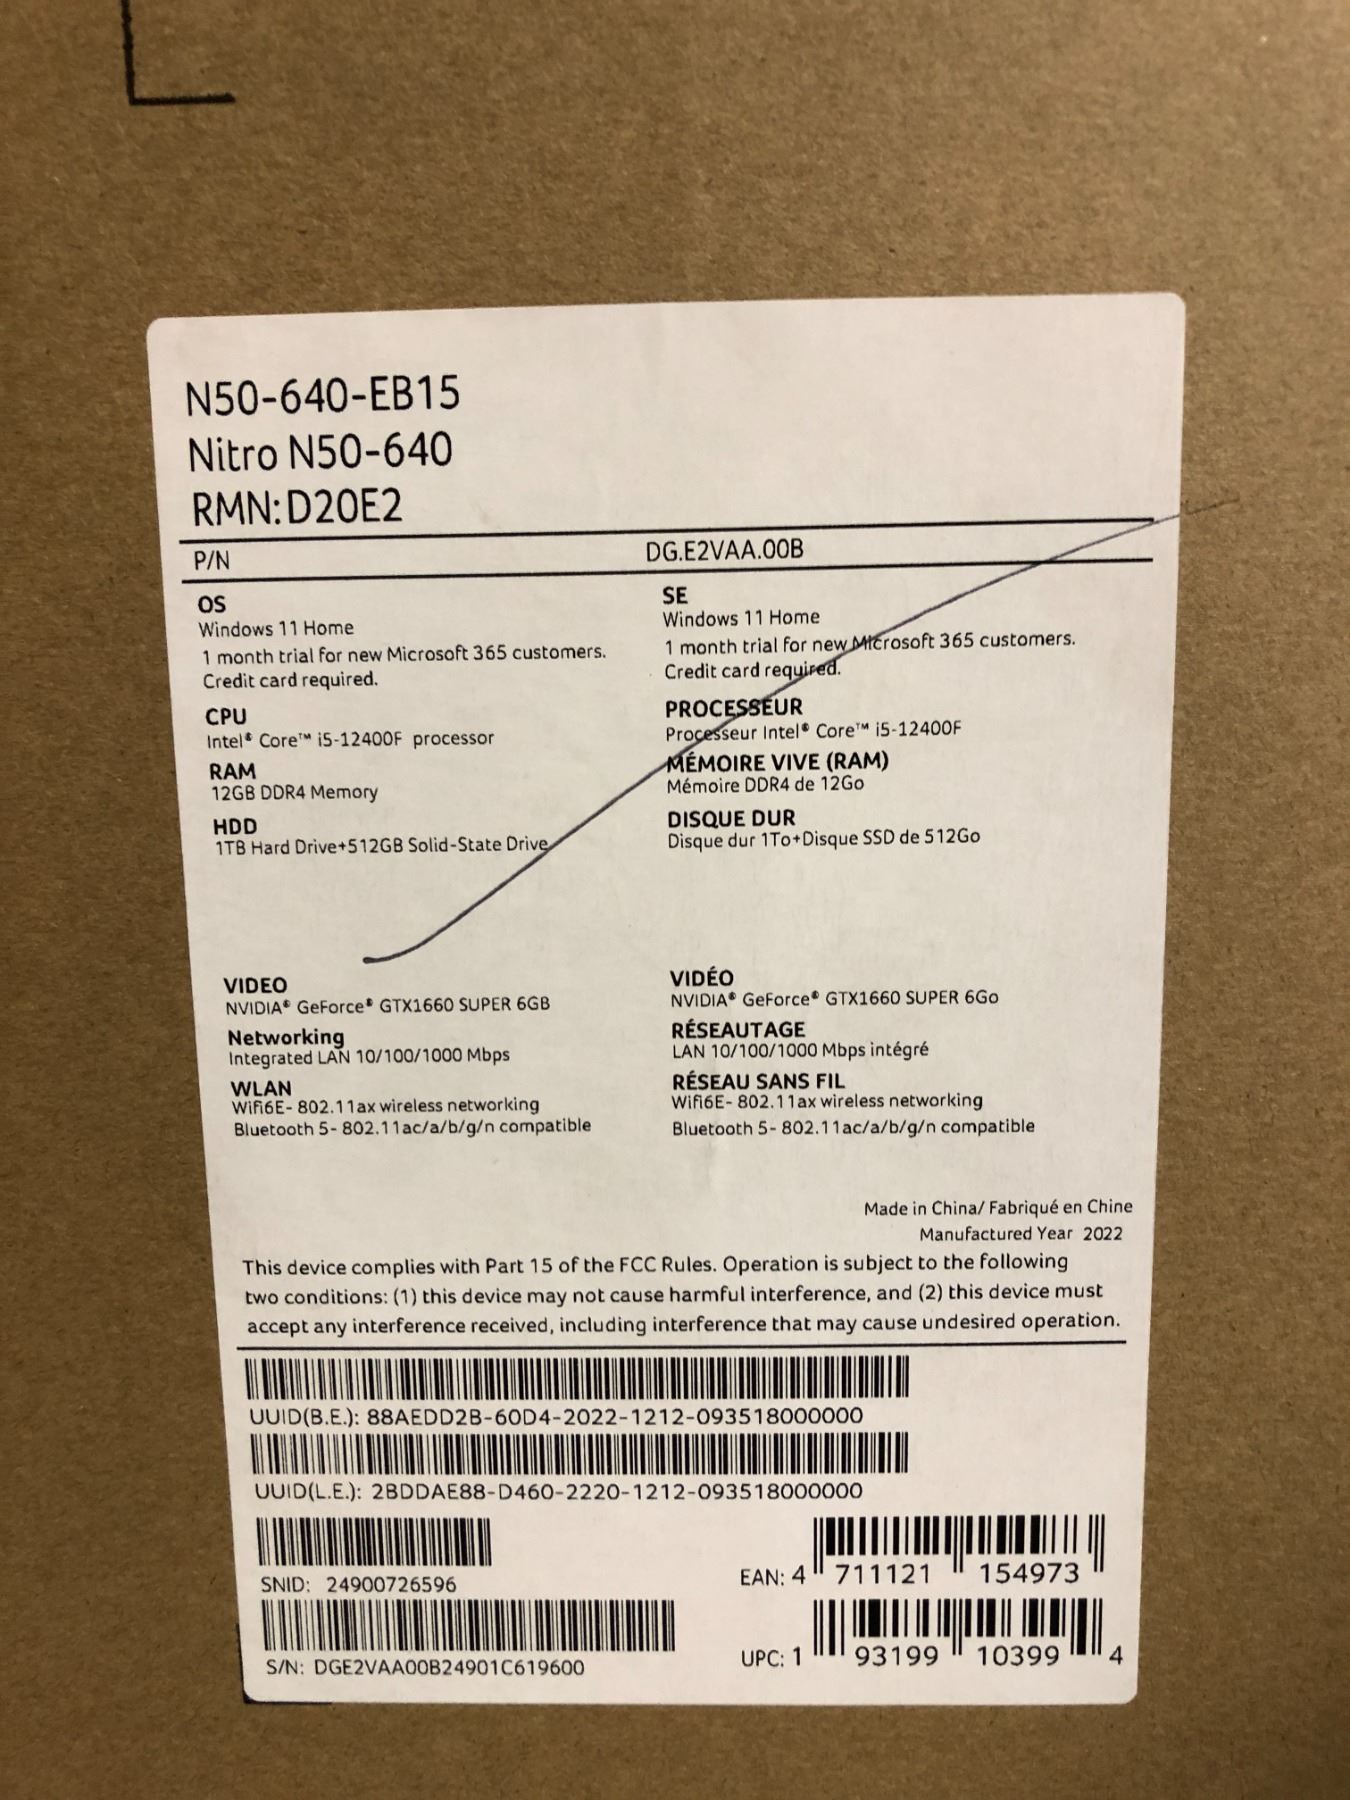 N50-640-EB15
Nitro N50-640
RMN:D20E2
P/N DG.E2VAA.00B
OS
Windows 11 Home
1 month trial for new Microsoft 365 customers.
Credit card required.
CPU
Intel® Core™ i5-12400F processor
RAM
12GB DDR4 Memory
HDD
1TB Hard Drive+512GB Solid-State Drive
VIDEO
NVIDIA® GeForce® GTX1660 SUPER 6GB
Networking
Integrated LAN 10/100/1000 Mbps
WLAN
Wifi6E- 802.11ax wireless networking
Bluetooth 5- 802.11ac/a/b/g/n compatible
SE
Windows 11 Home
1 month trial for new Microsoft 365 customers.
Credit card required.
PROCESSEUR
Processeur Intel® Core™ i5-12400F
MÉMOIRE VIVE (RAM)
Mémoire DDR4 de 12Go
DISQUE DUR
Disque dur 1To+Disque SSD de 512Go
VIDÉO
NVIDIA® GeForce® GTX1660 SUPER 6Go
RÉSEAUTAGE
LAN 10/100/1000 Mbps intégré
RÉSEAU SANS FIL
Wifi6E- 802.11ax wireless networking
Bluetooth 5- 802.11ac/a/b/g/n compatible
Made in China/ Fabriqué en Chine
Manufactured Year 2022
This device complies with Part 15 of the FCC Rules. Operation is subject to the following
two conditions: (1) this device may not cause harmful interference, and (2) this device must
accept any interference received, including interference that may cause undesired operation.
UUID(B.E.): 88AEDD2B-60D4-2022-1212-093518000000
UUID(L.E.): 2BDDAE88-D460-2220-1212-093518000000
SNID: 24900726596
S/N: DGE2VAA00B24901C619600
EAN: 4 711121 154973
UPC: 1 93199 10399 4